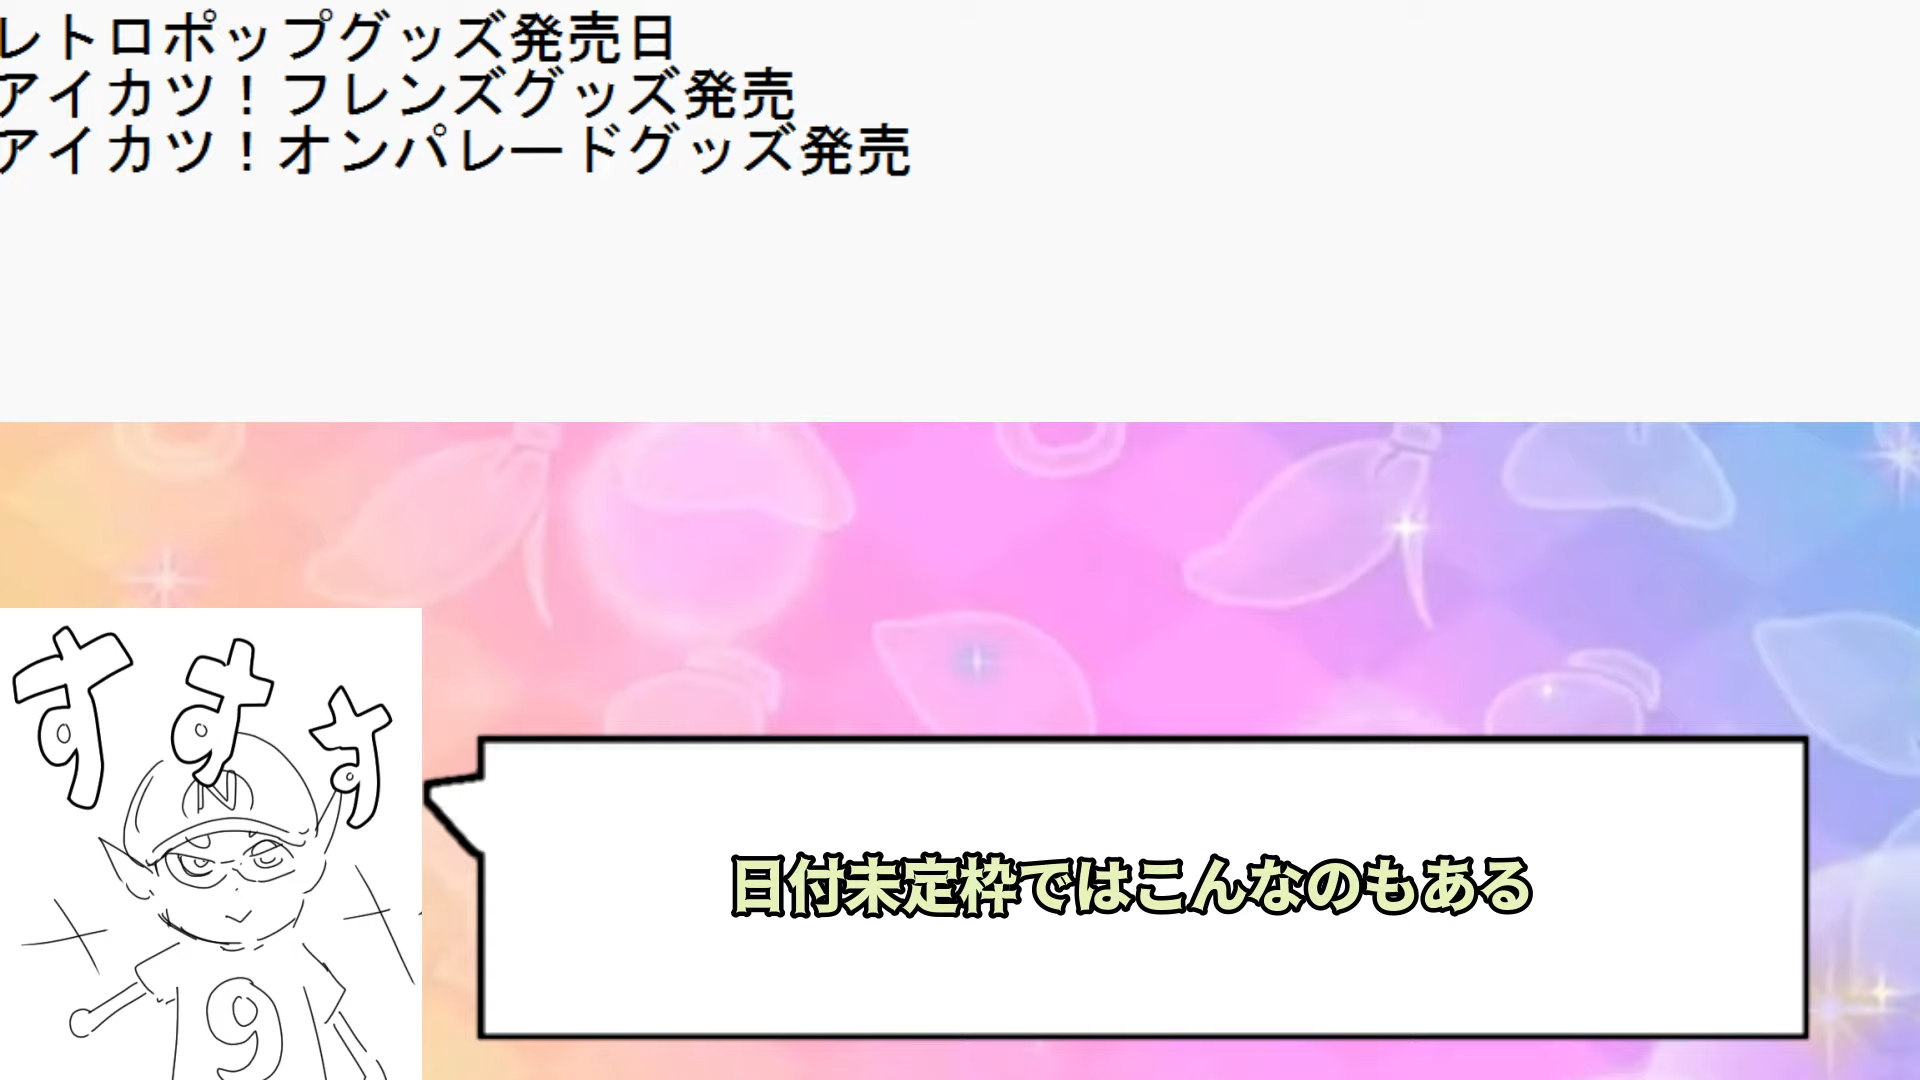 レトロポップグッズ発売日
アイカツ！フレンズグッズ発売
アイカツ！オンパレードグッズ発売
すすす
N
9
日付未定枠ではこんなのもある